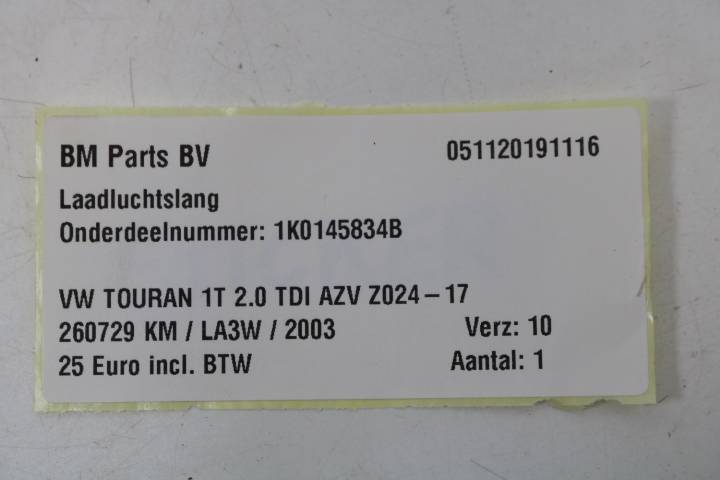 BM Parts BV 051120191116
Laadluchtslang
Onderdeelnummer: 1K0145834B
VW TOURAN 1T 2.0 TDI AZV Z024 – 17
260729 KM / LA3W / 2003 Verz: 10
25 Euro incl. BTW Aantal: 1